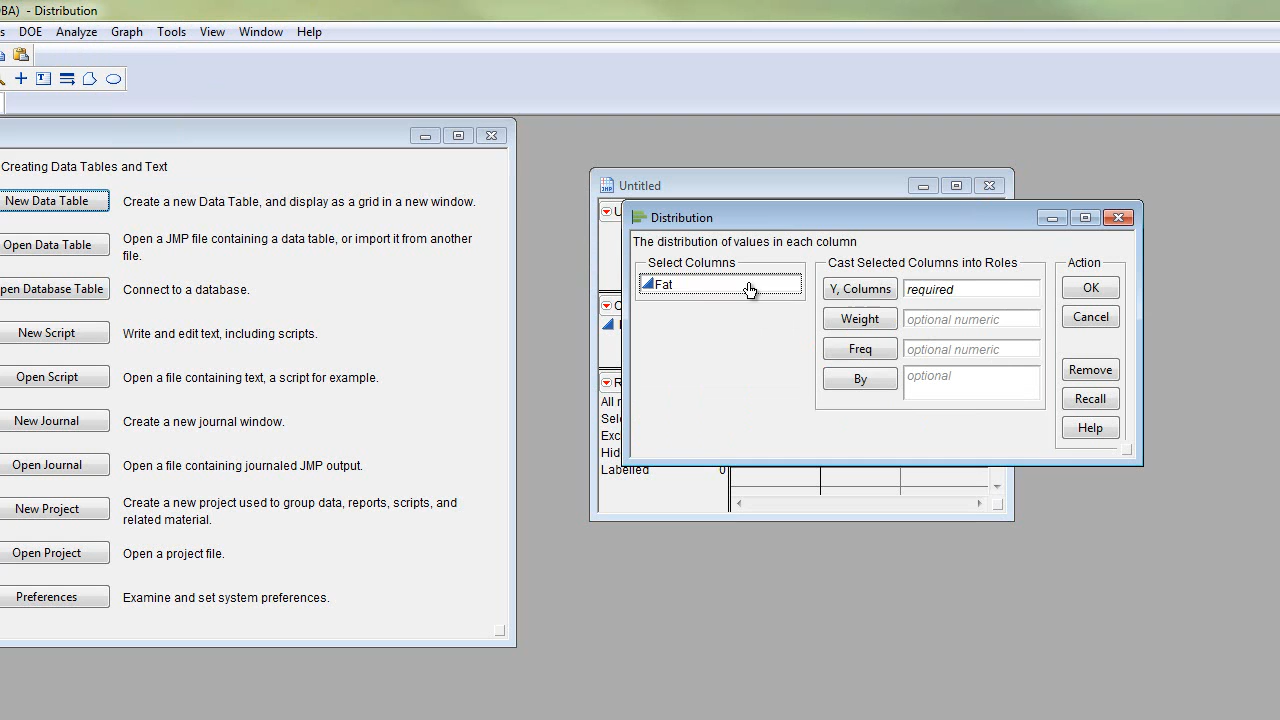 BA) - Distribution
s DOE Analyze Graph Tools View Window Help
Creating Data Tables and Text
New Data Table
Create a new Data Table, and display as a grid in a new window.
Open Data Table
Open a JMP file containing a data table, or import it from another
file.
pen Database Table
Connect to a database.
New Script
Write and edit text, including scripts.
Open Script
Open a file containing text, a script for example.
New Journal
Create a new journal window.
Open Journal
Open a file containing journaled JMP output.
New Project
Create a new project used to group data, reports, scripts, and
related material.
Open Project
Open a project file.
Preferences
Examine and set system preferences.
Untitled
All r
Sele
Exc
Hid
Labelled 0
Distribution
The distribution of values in each column
Select Columns
Fat
Cast Selected Columns into Roles
Y, Columns required
Weight optional numeric
Freq optional numeric
By optional
Action
OK
Cancel
Remove
Recall
Help